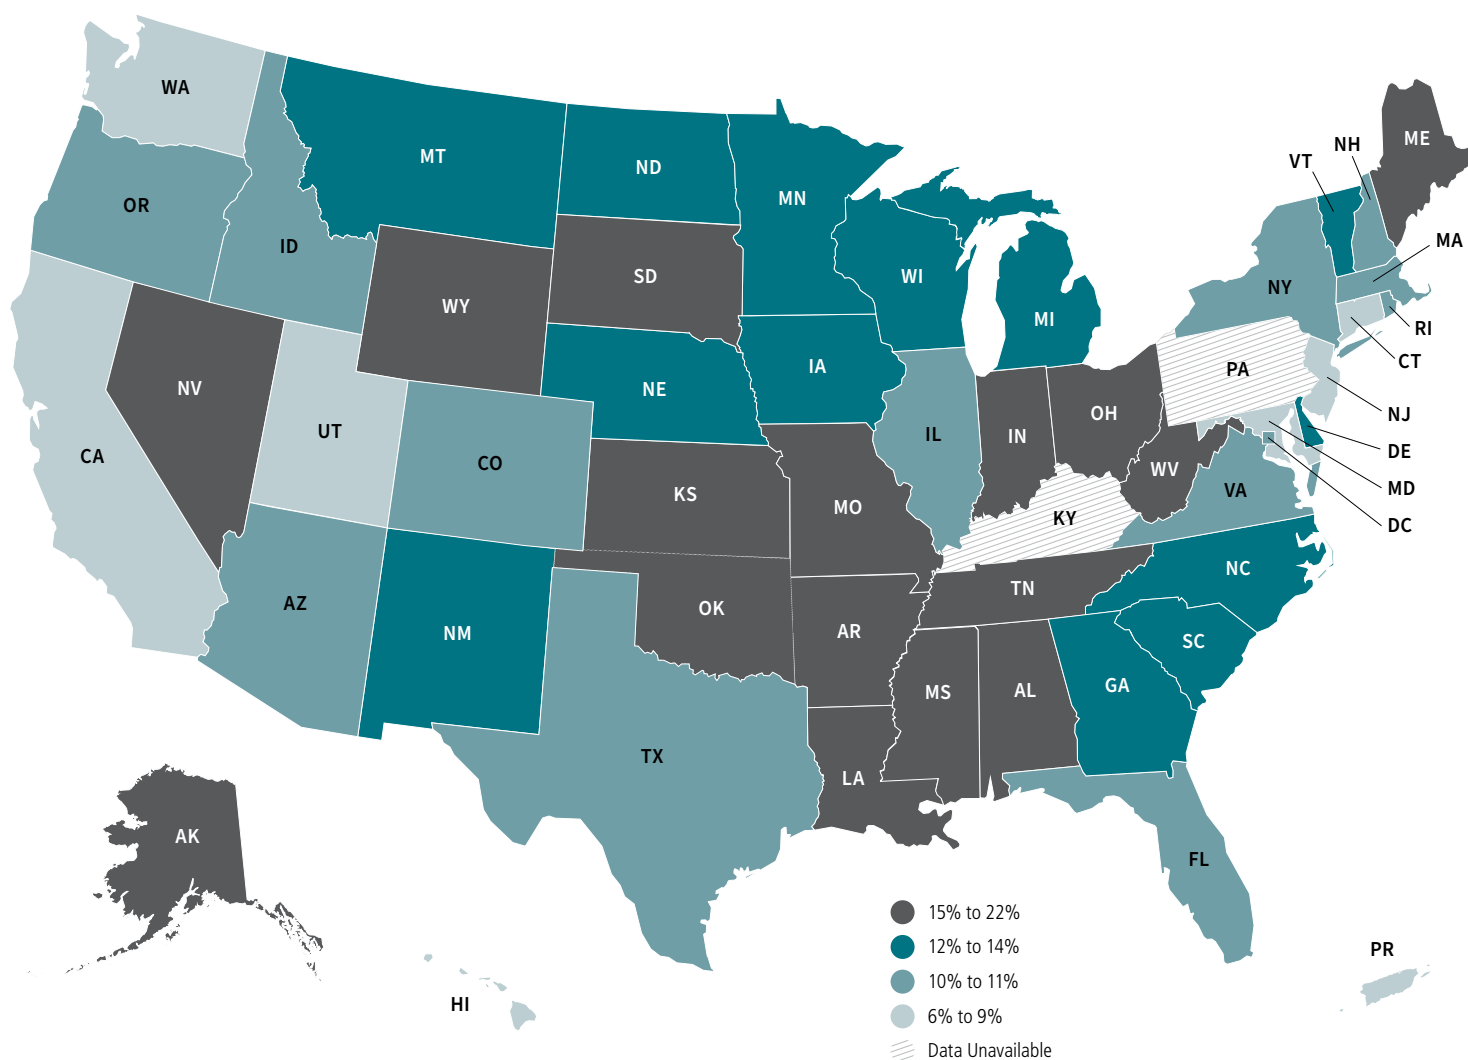 WA
OR
CA
NV
ID
MT
WY
UT
CO
AZ
NM
ND
SD
NE
KS
OK
TX
MN
IA
MO
AR
LA
WI
IL
MI
IN
OH
KY
TN
MS
AL
GA
FL
SC
NC
VA
WV
PA
NY
VT
NH
ME
MA
RI
CT
NJ
DE
MD
DC
AK
HI
PR
15% to 22%
12% to 14%
10% to 11%
6% to 9%
Data Unavailable